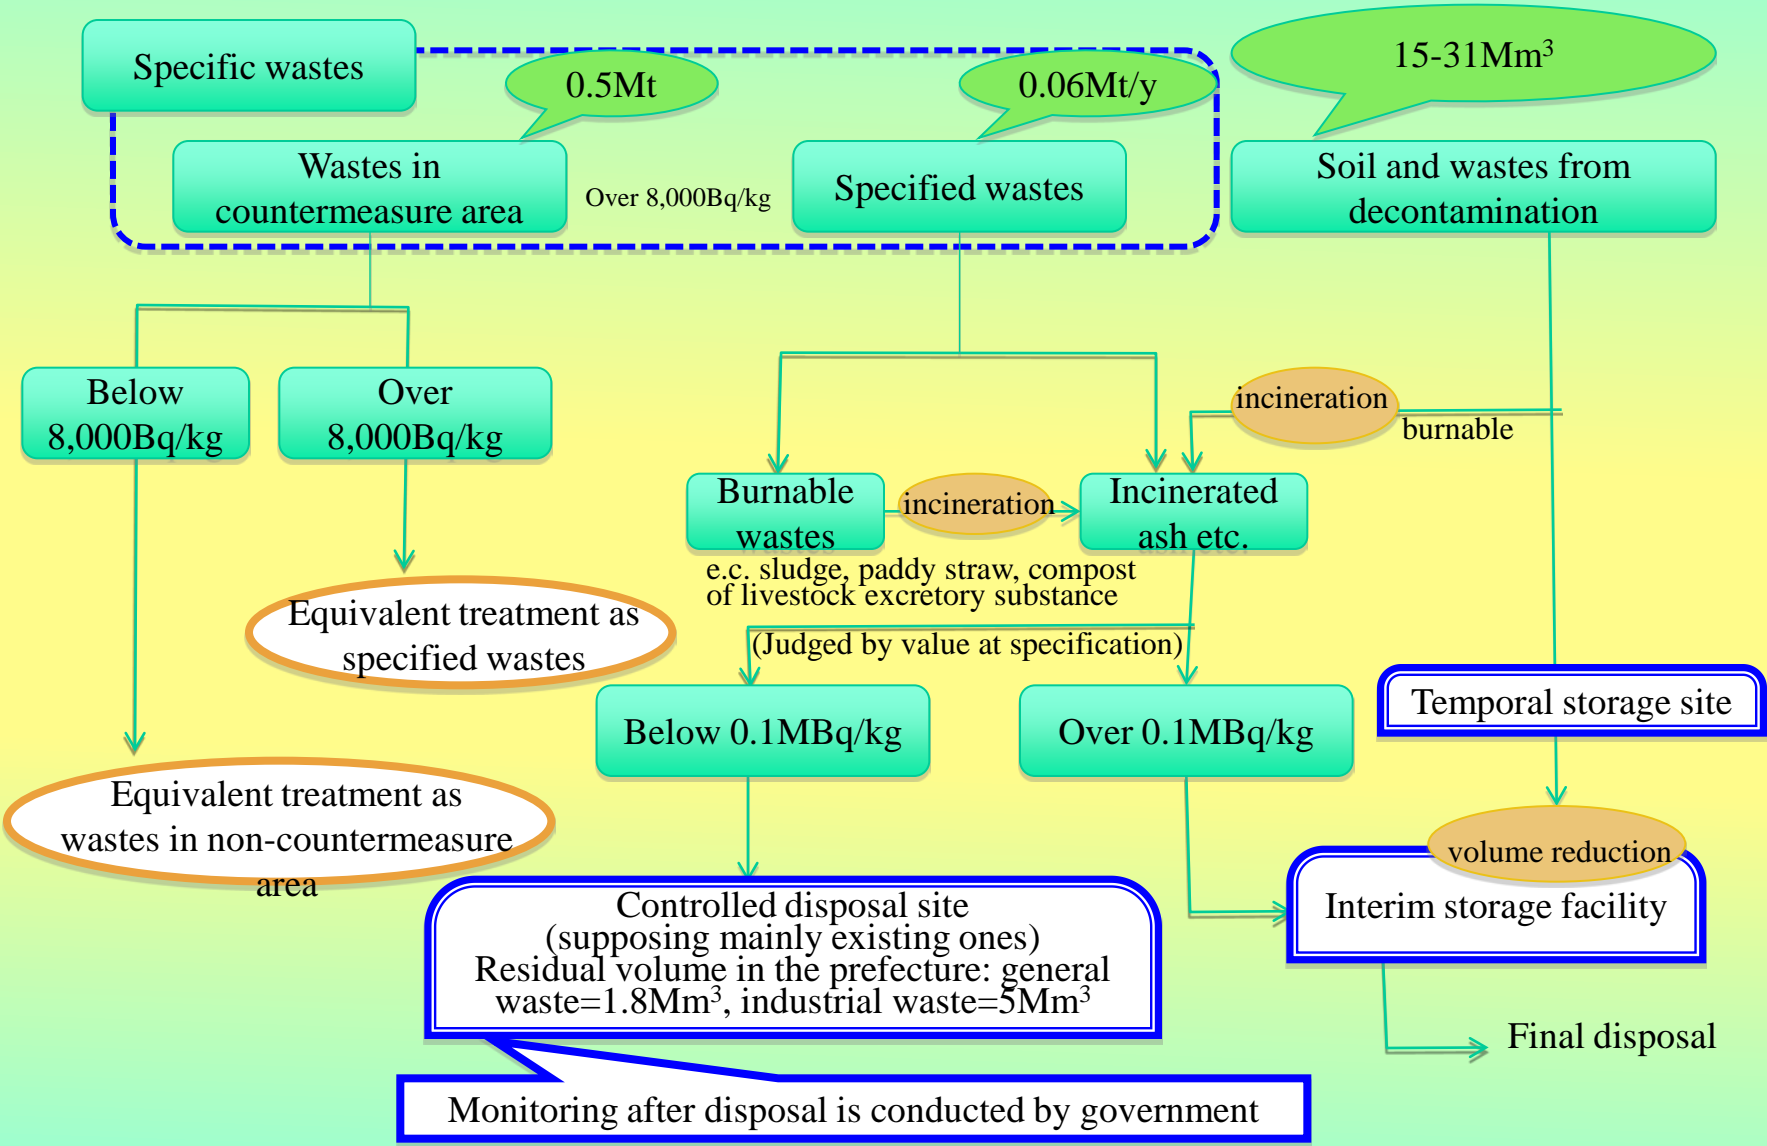 Specific wastes
0.5Mt
0.06Mt/y
15-31Mm³
Wastes in
countermeasure area
Over 8,000Bq/kg
Specified wastes
Soil and wastes from
decontamination
Below
8,000Bq/kg
Over
8,000Bq/kg
incineration
burnable
Burnable
wastes
incineration
Incinerated
ash etc.
e.c. sludge, paddy straw, compost
of livestock excretory substance
(Judged by value at specification)
Equivalent treatment as
specified wastes
Below 0.1MBq/kg
Over 0.1MBq/kg
Temporal storage site
Equivalent treatment as
wastes in non-countermeasure
area
volume reduction
Interim storage facility
Controlled disposal site
(supposing mainly existing ones)
Residual volume in the prefecture: general
waste=1.8Mm³, industrial waste=5Mm³
Final disposal
Monitoring after disposal is conducted by government